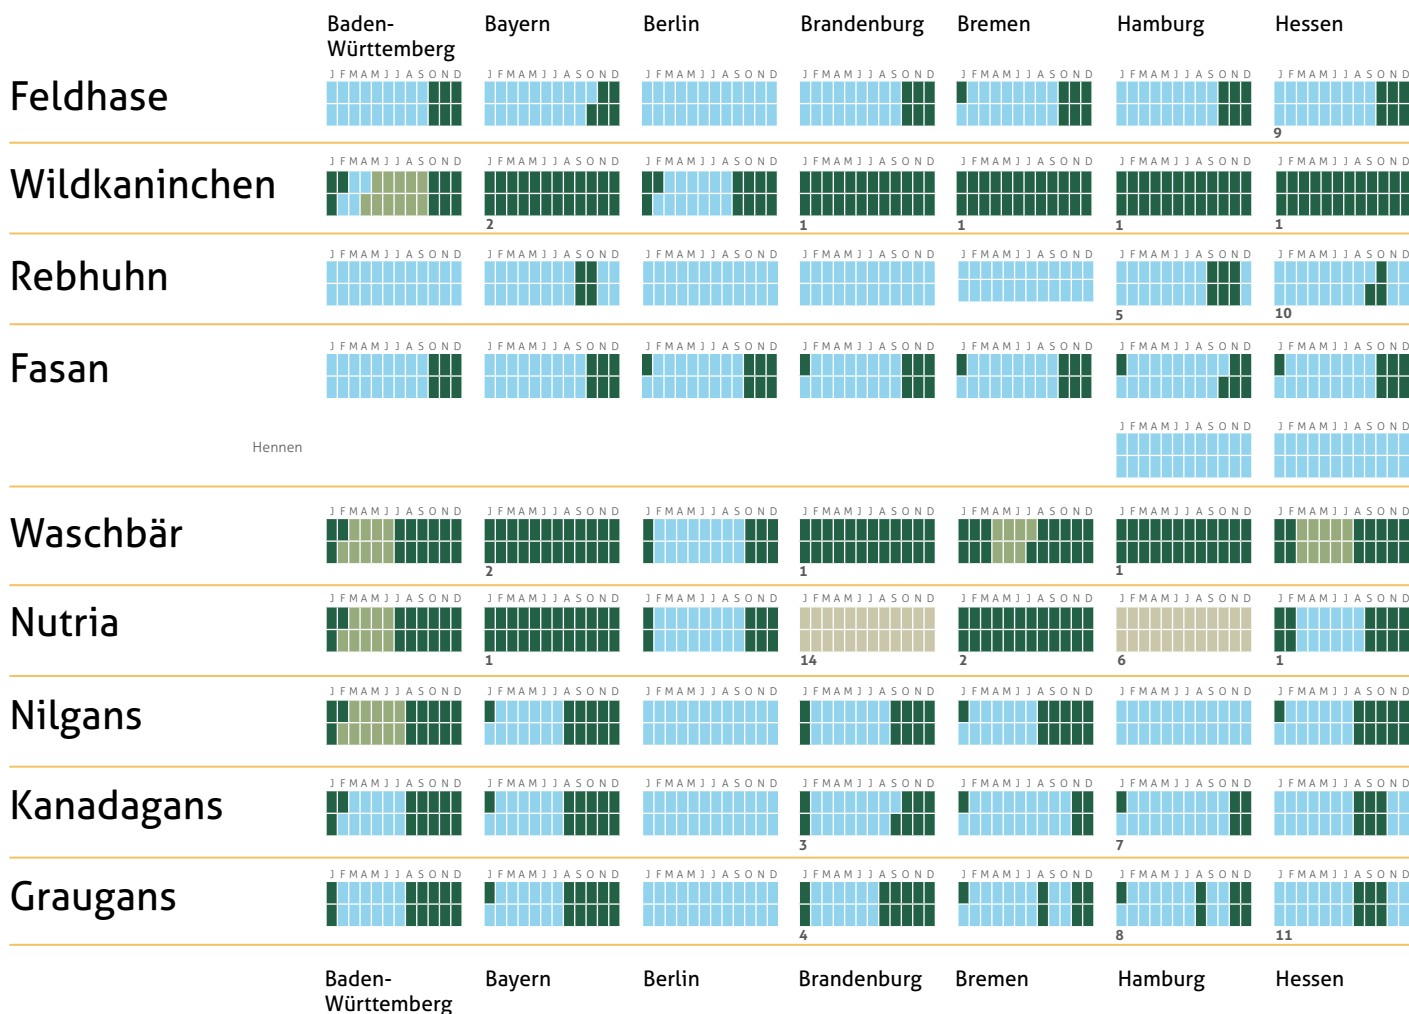 Baden-
Württemberg
Bayern
Berlin
Brandenburg
Bremen
Hamburg
Hessen
Feldhase
J F M A M J J A S O N D
J F M A M J J A S O N D
J F M A M J J A S O N D
J F M A M J J A S O N D
J F M A M J J A S O N D
J F M A M J J A S O N D
J F M A M J J A S O N D
9
Wildkaninchen
J F M A M J J A S O N D
J F M A M J J A S O N D
J F M A M J J A S O N D
J F M A M J J A S O N D
J F M A M J J A S O N D
J F M A M J J A S O N D
J F M A M J J A S O N D
2
1
1
1
1
Rebhuhn
J F M A M J J A S O N D
J F M A M J J A S O N D
J F M A M J J A S O N D
J F M A M J J A S O N D
J F M A M J J A S O N D
J F M A M J J A S O N D
J F M A M J J A S O N D
5
10
Fasan
J F M A M J J A S O N D
J F M A M J J A S O N D
J F M A M J J A S O N D
J F M A M J J A S O N D
J F M A M J J A S O N D
J F M A M J J A S O N D
J F M A M J J A S O N D
Hennen
J F M A M J J A S O N D
J F M A M J J A S O N D
Waschbär
J F M A M J J A S O N D
J F M A M J J A S O N D
J F M A M J J A S O N D
J F M A M J J A S O N D
J F M A M J J A S O N D
J F M A M J J A S O N D
J F M A M J J A S O N D
2
1
1
Nutria
J F M A M J J A S O N D
J F M A M J J A S O N D
J F M A M J J A S O N D
J F M A M J J A S O N D
J F M A M J J A S O N D
J F M A M J J A S O N D
J F M A M J J A S O N D
1
14
2
6
1
Nilgans
J F M A M J J A S O N D
J F M A M J J A S O N D
J F M A M J J A S O N D
J F M A M J J A S O N D
J F M A M J J A S O N D
J F M A M J J A S O N D
J F M A M J J A S O N D
Kanadagans
J F M A M J J A S O N D
J F M A M J J A S O N D
J F M A M J J A S O N D
J F M A M J J A S O N D
J F M A M J J A S O N D
J F M A M J J A S O N D
J F M A M J J A S O N D
3
7
Graugans
J F M A M J J A S O N D
J F M A M J J A S O N D
J F M A M J J A S O N D
J F M A M J J A S O N D
J F M A M J J A S O N D
J F M A M J J A S O N D
J F M A M J J A S O N D
4
8
11
Baden-
Württemberg
Bayern
Berlin
Brandenburg
Bremen
Hamburg
Hessen